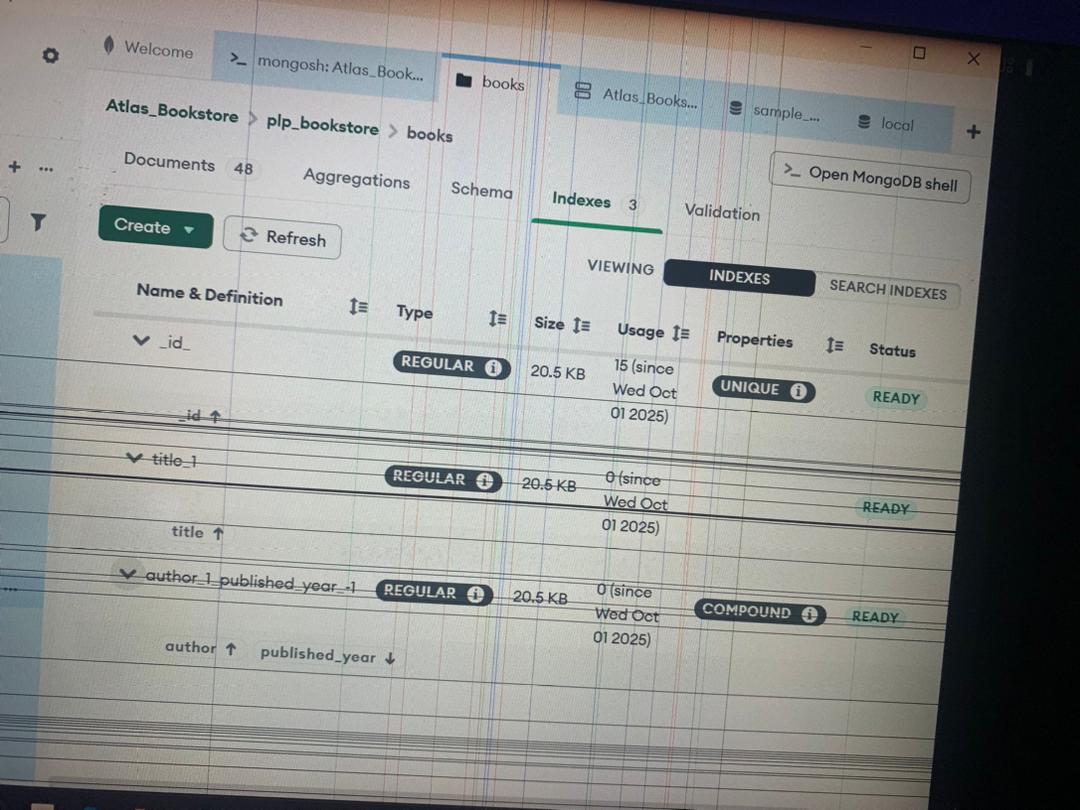 Welcome
mongosh: Atlas_Book...
books
Atlas_Books...
sample_...
local
Atlas_Bookstore > plp_bookstore > books
>_ Open MongoDB shell
Documents 48
Aggregations
Schema
Indexes 3
Validation
Create
Refresh
VIEWING INDEXES SEARCH INDEXES
Name & Definition Type Size Usage Properties Status
_id_ REGULAR 20.5 KB 15 (since UNIQUE READY
Wed Oct
01 2025)
_id ↑
title_1 REGULAR 20.5 KB 0 (since READY
Wed Oct
01 2025)
title ↑
author_1_published_year_-1 REGULAR 20.5 KB 0 (since COMPOUND READY
Wed Oct
01 2025)
author ↑ published_year ↓